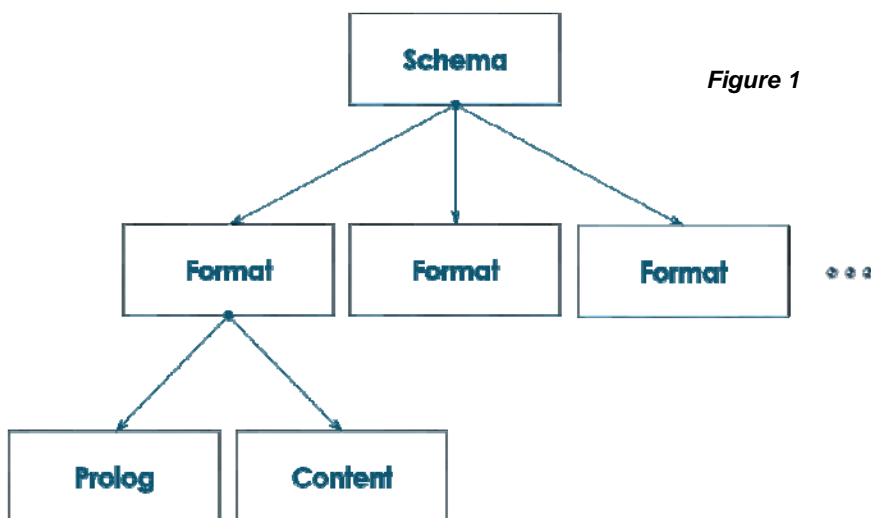 Schema
Figure 1
Format
Format
Format
Prolog
Content